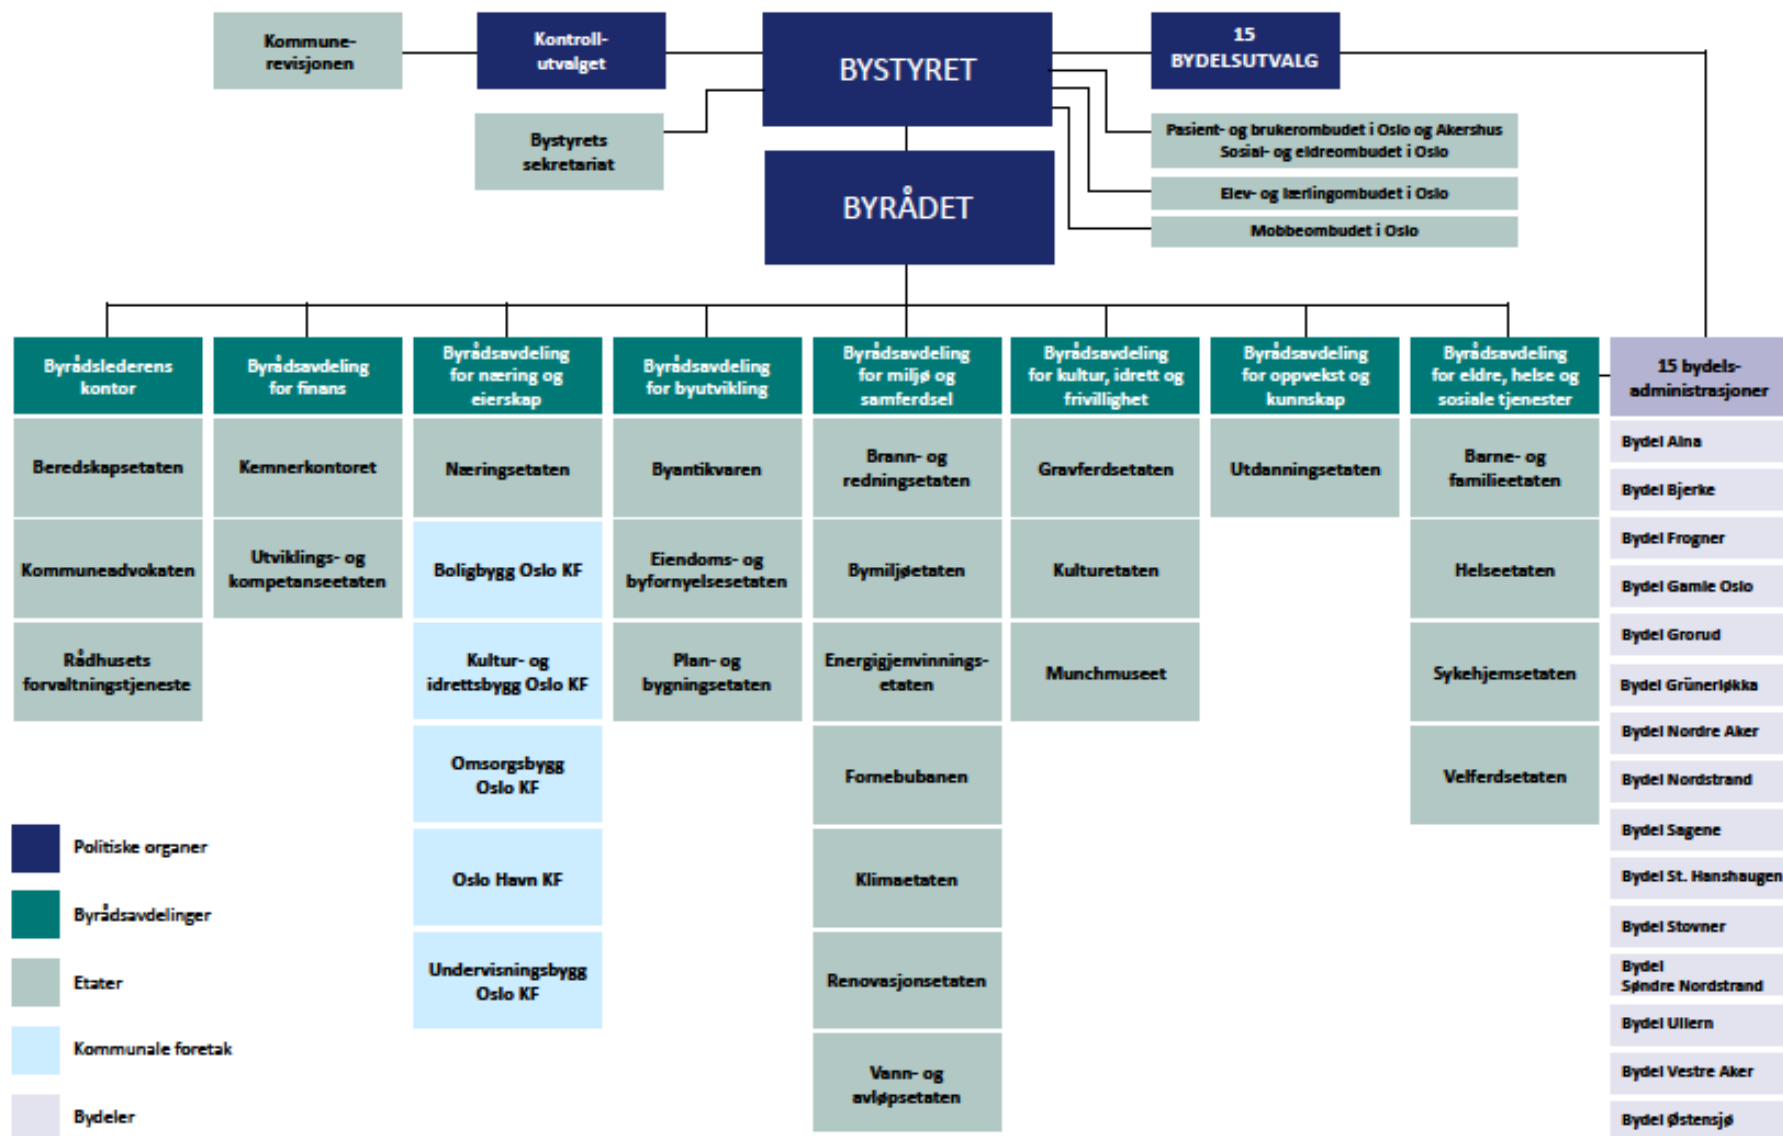 Kommune-
revisjonen
Kontroll-
utvalget
BYSTYRET
15
BYDELSUTVALG
Bystyrets
sekretariat
Pasient- og brukerombudet i Oslo og Akershus
Sosial- og eldreombudet i Oslo
Elev- og lærlingombudet i Oslo
Mobbeombudet i Oslo
BYRÅDET
Byrådslederens
kontor
Byrådsavdeling
for finans
Byrådsavdeling
for næring og
eierskap
Byrådsavdeling
for byutvikling
Byrådsavdeling
for miljø og
samferdsel
Byrådsavdeling
for kultur, idrett og
frivillighet
Byrådsavdeling
for oppvekst og
kunnskap
Byrådsavdeling
for eldre, helse og
sosiale tjenester
15 bydels-
administrasjoner
Beredskapsetaten
Kommuneadvokaten
Rådhusets
forvaltningstjeneste
Kemnerkontoret
Utviklings- og
kompetanseetaten
Næringsetaten
Boligbygg Oslo KF
Kultur- og
idrettsbygg Oslo KF
Omsorgsbygg
Oslo KF
Oslo Havn KF
Undervisningsbygg
Oslo KF
Byantikvaren
Eiendoms- og
byfornyelsesetaten
Plan- og
bygningsetaten
Brann- og
redningsetaten
Bymiljøetaten
Energigjenvinnings-
etaten
Fornebubanen
Klimaetaten
Renovasjonsetaten
Vann- og
avløpsetaten
Gravferdsetaten
Kulturetaten
Munchmuseet
Utdanningsetaten
Barne- og
familieetaten
Helseetaten
Sykehjemsetaten
Velferdsetaten
Bydel Alna
Bydel Bjerke
Bydel Frogner
Bydel Gamle Oslo
Bydel Grorud
Bydel Grünerløkka
Bydel Nordre Aker
Bydel Nordstrand
Bydel Sagene
Bydel St. Hanshaugen
Bydel Stovner
Bydel
Søndre Nordstrand
Bydel Ullern
Bydel Vestre Aker
Bydel Østensjø
Politiske organer
Byrådsavdelinger
Etater
Kommunale foretak
Bydeler